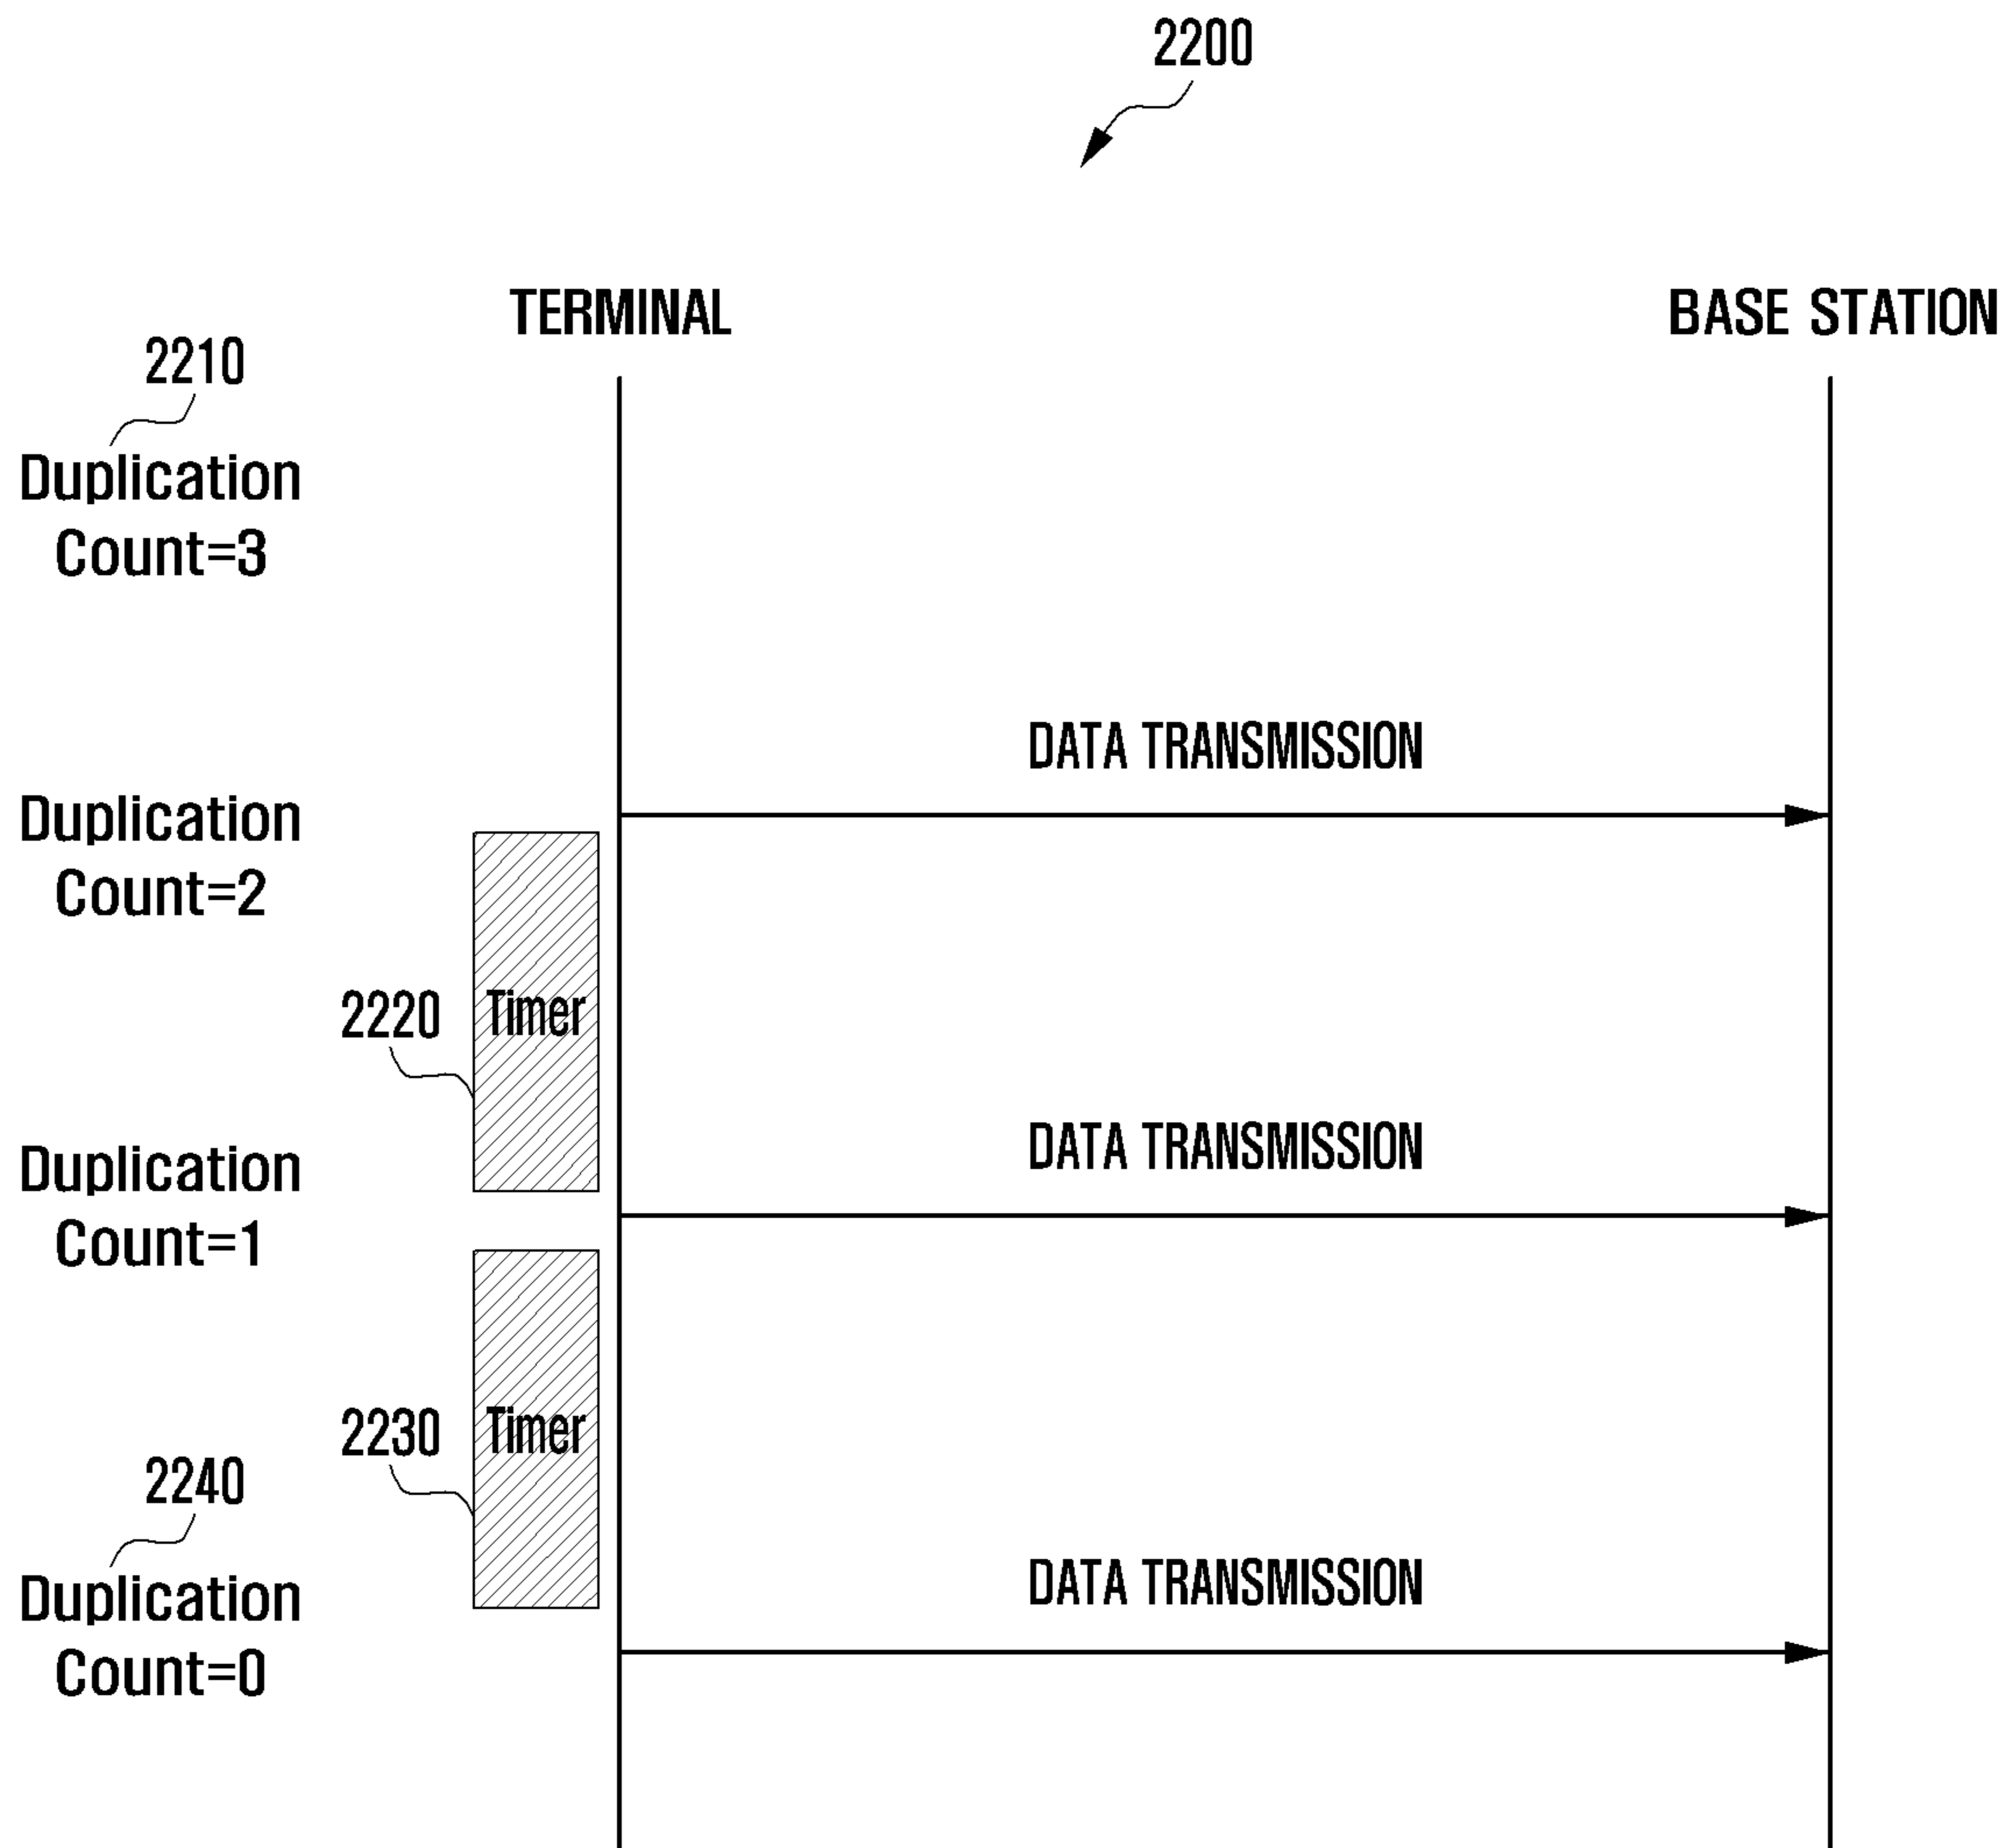 2200
TERMINAL
BASE STATION
2210
Duplication
Count=3
DATA TRANSMISSION
Duplication
Count=2
2220
Timer
DATA TRANSMISSION
Duplication
Count=1
2230
Timer
2240
DATA TRANSMISSION
Duplication
Count=0